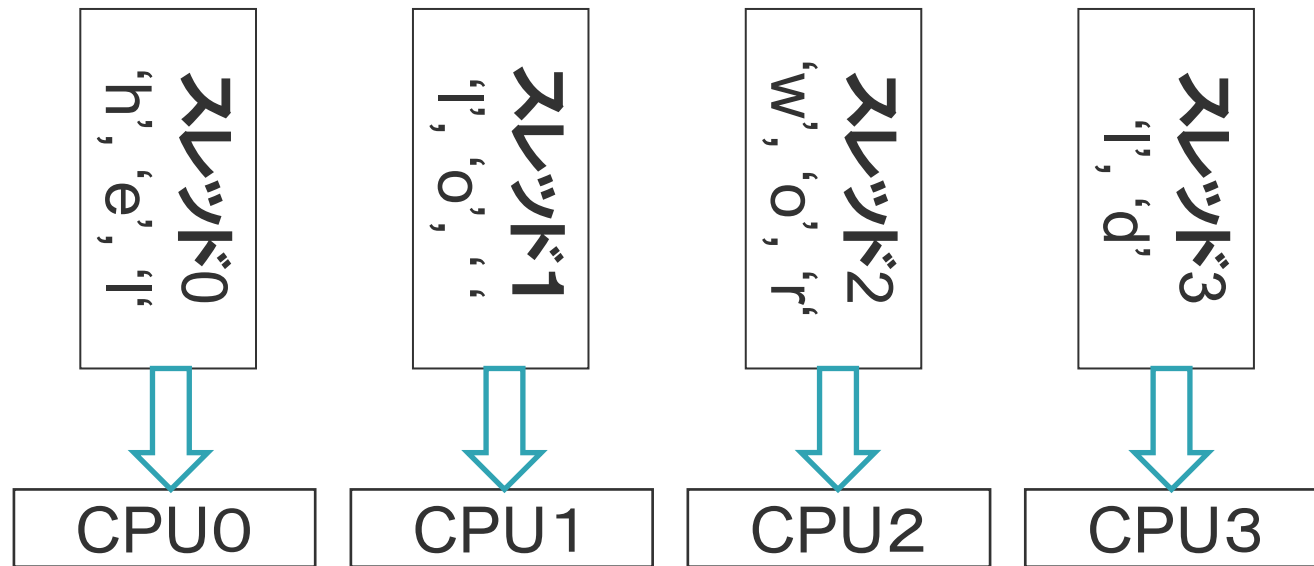 スレッド0
‘h’, ‘e’, ‘l‘
スレッド1
‘l’, ‘o’, ‘ ‘
スレッド2
‘w’, ‘o’, ‘r‘
スレッド3
‘l’, ‘d’
CPU0
CPU1
CPU2
CPU3